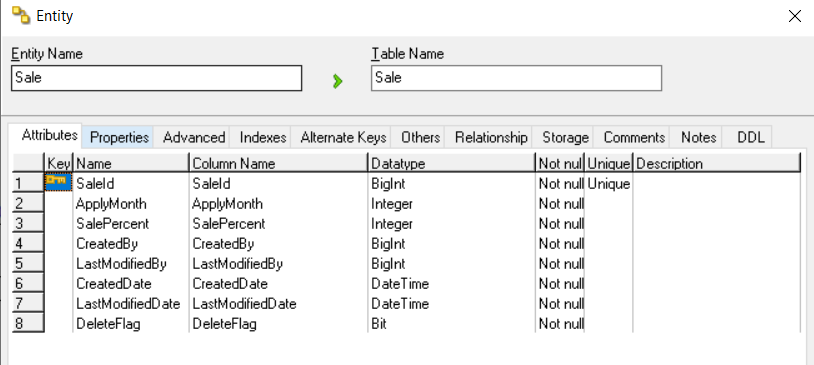 Entity
Entity Name
Table Name
Sale
Sale
Attributes Properties Advanced Indexes Alternate Keys Others Relationship Storage Comments Notes DDL
Key Name Column Name Datatype Not nul Unique Description
1 SaleId SaleId BigInt Not null Unique
2 ApplyMonth ApplyMonth Integer Not null
3 SalePercent SalePercent Integer Not null
4 CreatedBy CreatedBy BigInt Not null
5 LastModifiedBy LastModifiedBy BigInt Not null
6 CreatedDate CreatedDate DateTime Not null
7 LastModifiedDate LastModifiedDate DateTime Not null
8 DeleteFlag DeleteFlag Bit Not null